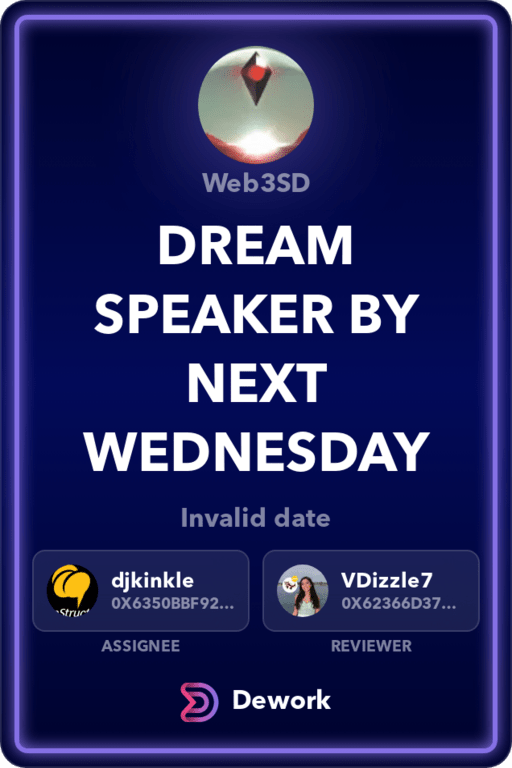 Web3SD
DREAM
SPEAKER BY
NEXT
WEDNESDAY
Invalid date
djkinkle
0X6350BBF92...
VDizzle7
0X62366D37...
ASSIGNEE
REVIEWER
Dework